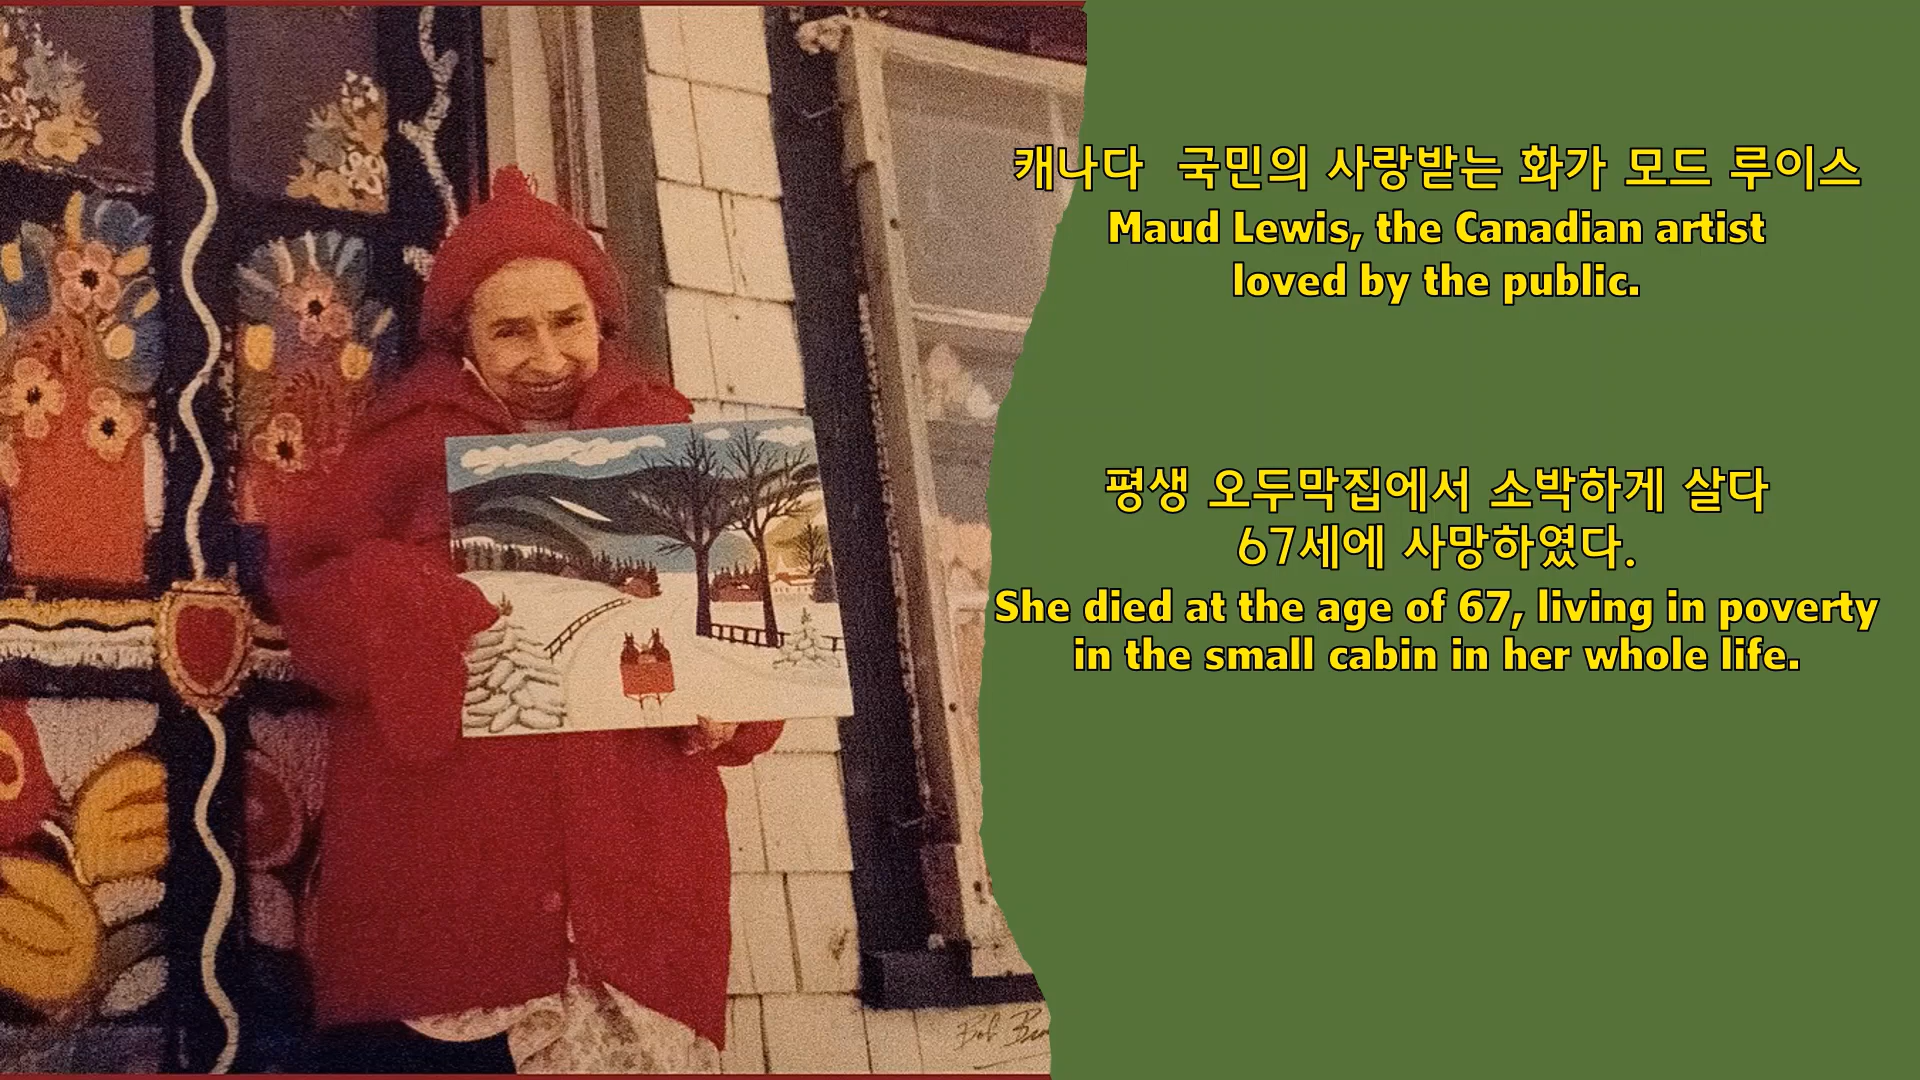 캐나다 국민의 사랑받는 화가 모드 루이스
Maud Lewis, the Canadian artist
loved by the public.
평생 오두막집에서 소박하게 살다
67세에 사망하였다.
She died at the age of 67, living in poverty
in the small cabin in her whole life.
Bob